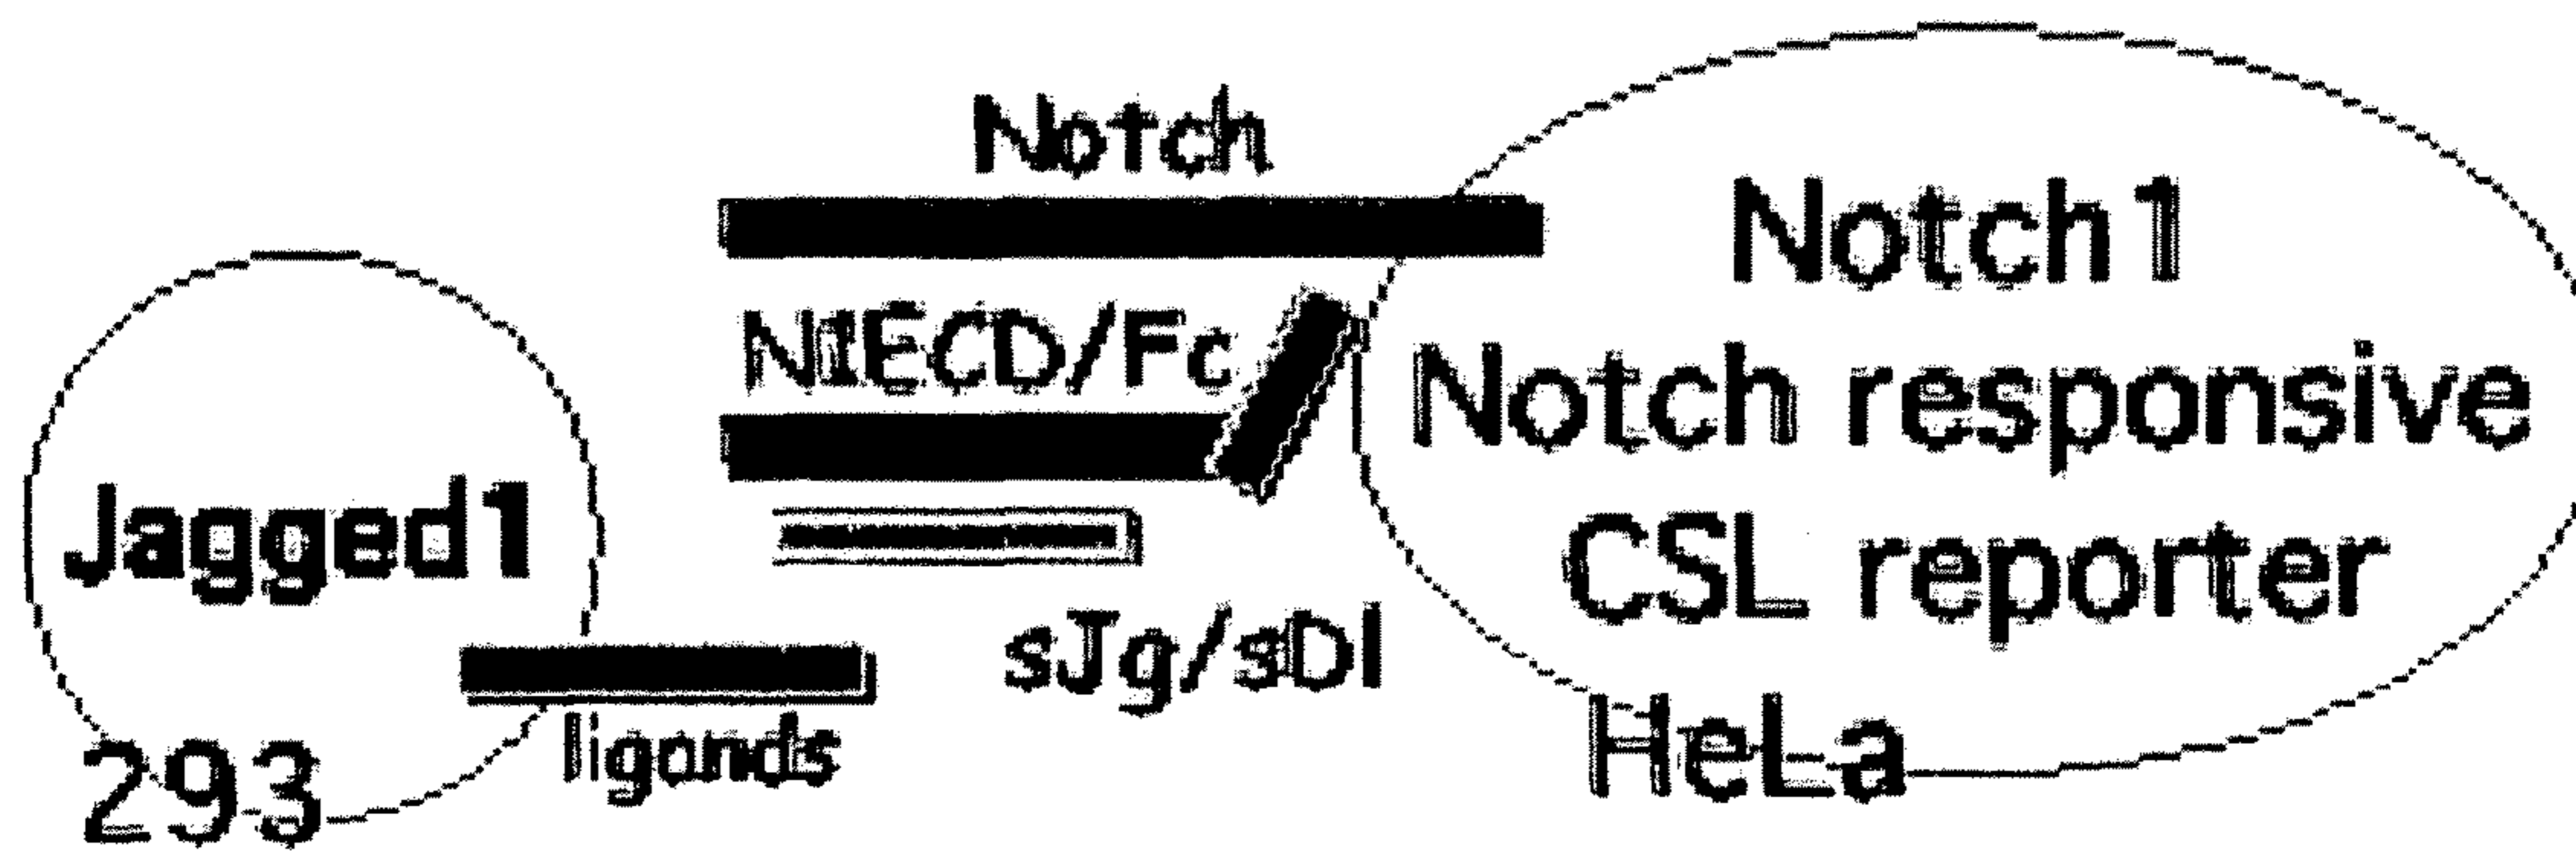 Notch
N1ECD/Fc
sJg/sDl
Jagged1
ligands
293
Notch1
Notch responsive
CSL reporter
HeLa